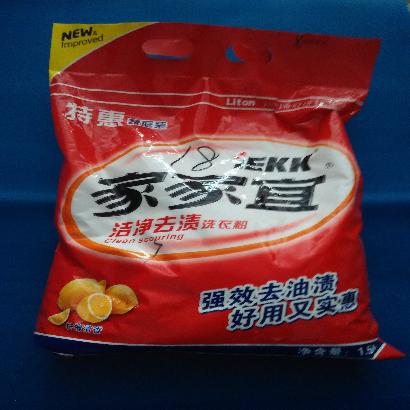 NEW &
Improved
Liton
特惠
18
JEKK
®
家家宜
洁净去渍 洗衣粉
Clean scouring
强效去油渍
好用又实惠
净含量: